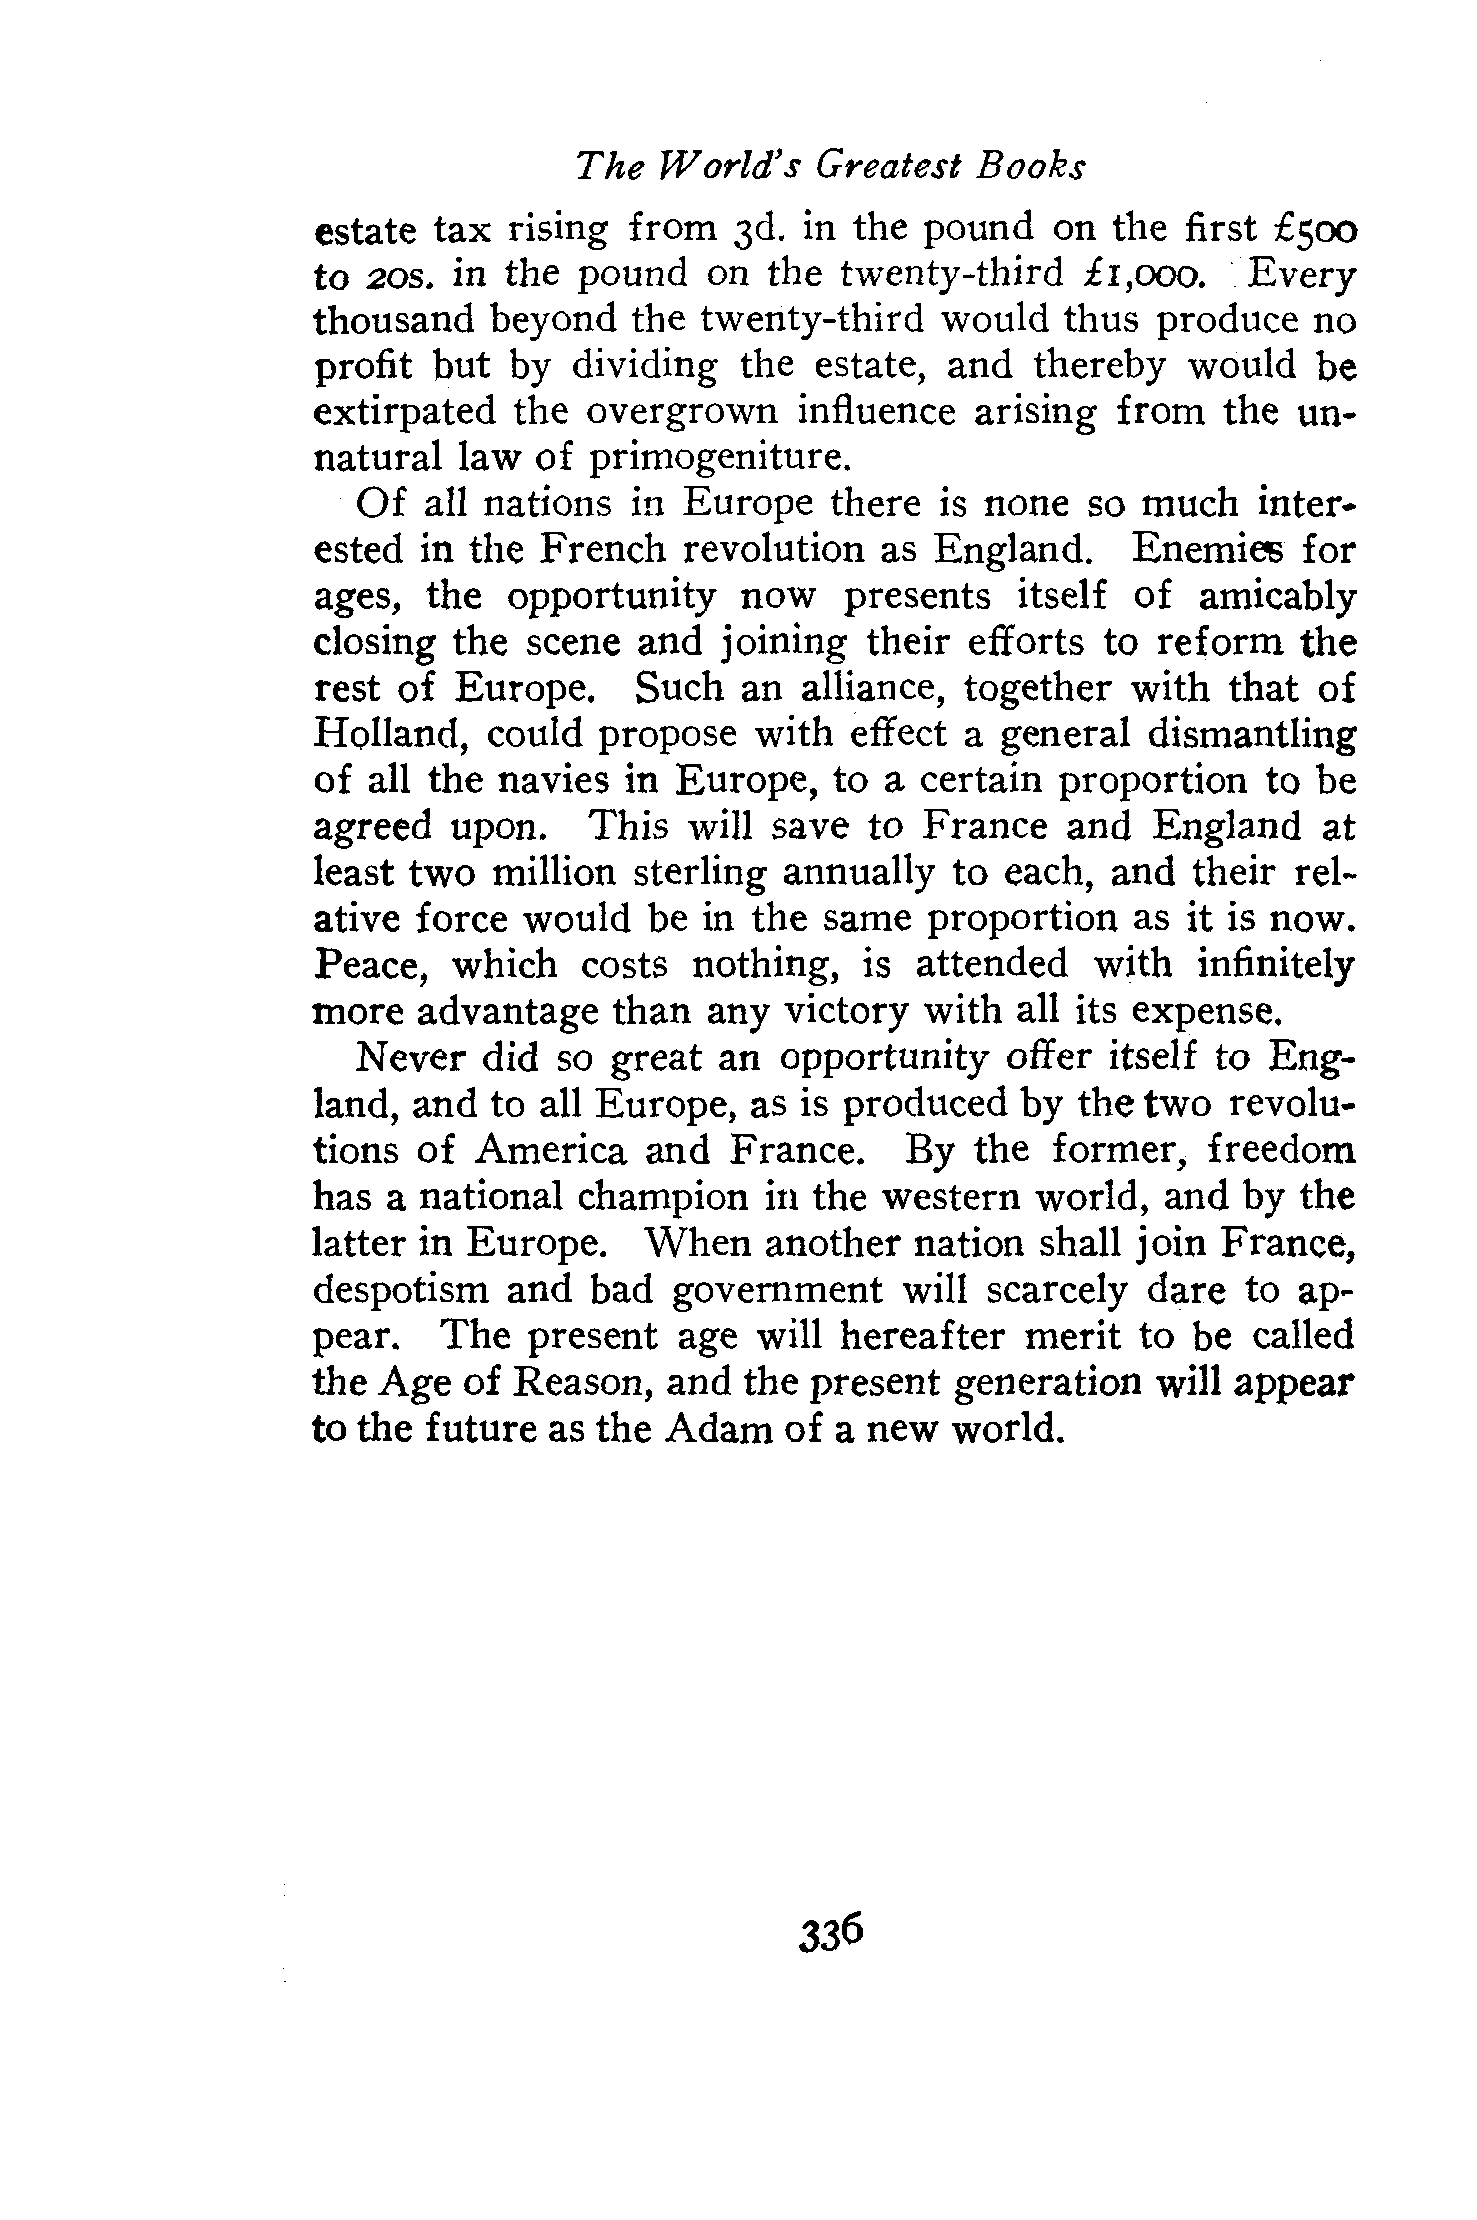 The World's Greatest Books
estate tax rising from 3d. in the pound on the first £500
to 20s. in the pound on the twenty-third £1,000. Every
thousand beyond the twenty-third would thus produce no
profit but by dividing the estate, and thereby would be
extirpated the overgrown influence arising from the un-
natural law of primogeniture.
Of all nations in Europe there is none so much inter-
ested in the French revolution as England. Enemies for
ages, the opportunity now presents itself of amicably
closing the scene and joining their efforts to reform the
rest of Europe. Such an alliance, together with that of
Holland, could propose with effect a general dismantling
of all the navies in Europe, to a certain proportion to be
agreed upon. This will save to France and England at
least two million sterling annually to each, and their rel-
ative force would be in the same proportion as it is now.
Peace, which costs nothing, is attended with infinitely
more advantage than any victory with all its expense.
Never did so great an opportunity offer itself to Eng-
land, and to all Europe, as is produced by the two revolu-
tions of America and France. By the former, freedom
has a national champion in the western world, and by the
latter in Europe. When another nation shall join France,
despotism and bad government will scarcely dare to ap-
pear. The present age will hereafter merit to be called
the Age of Reason, and the present generation will appear
to the future as the Adam of a new world.
336